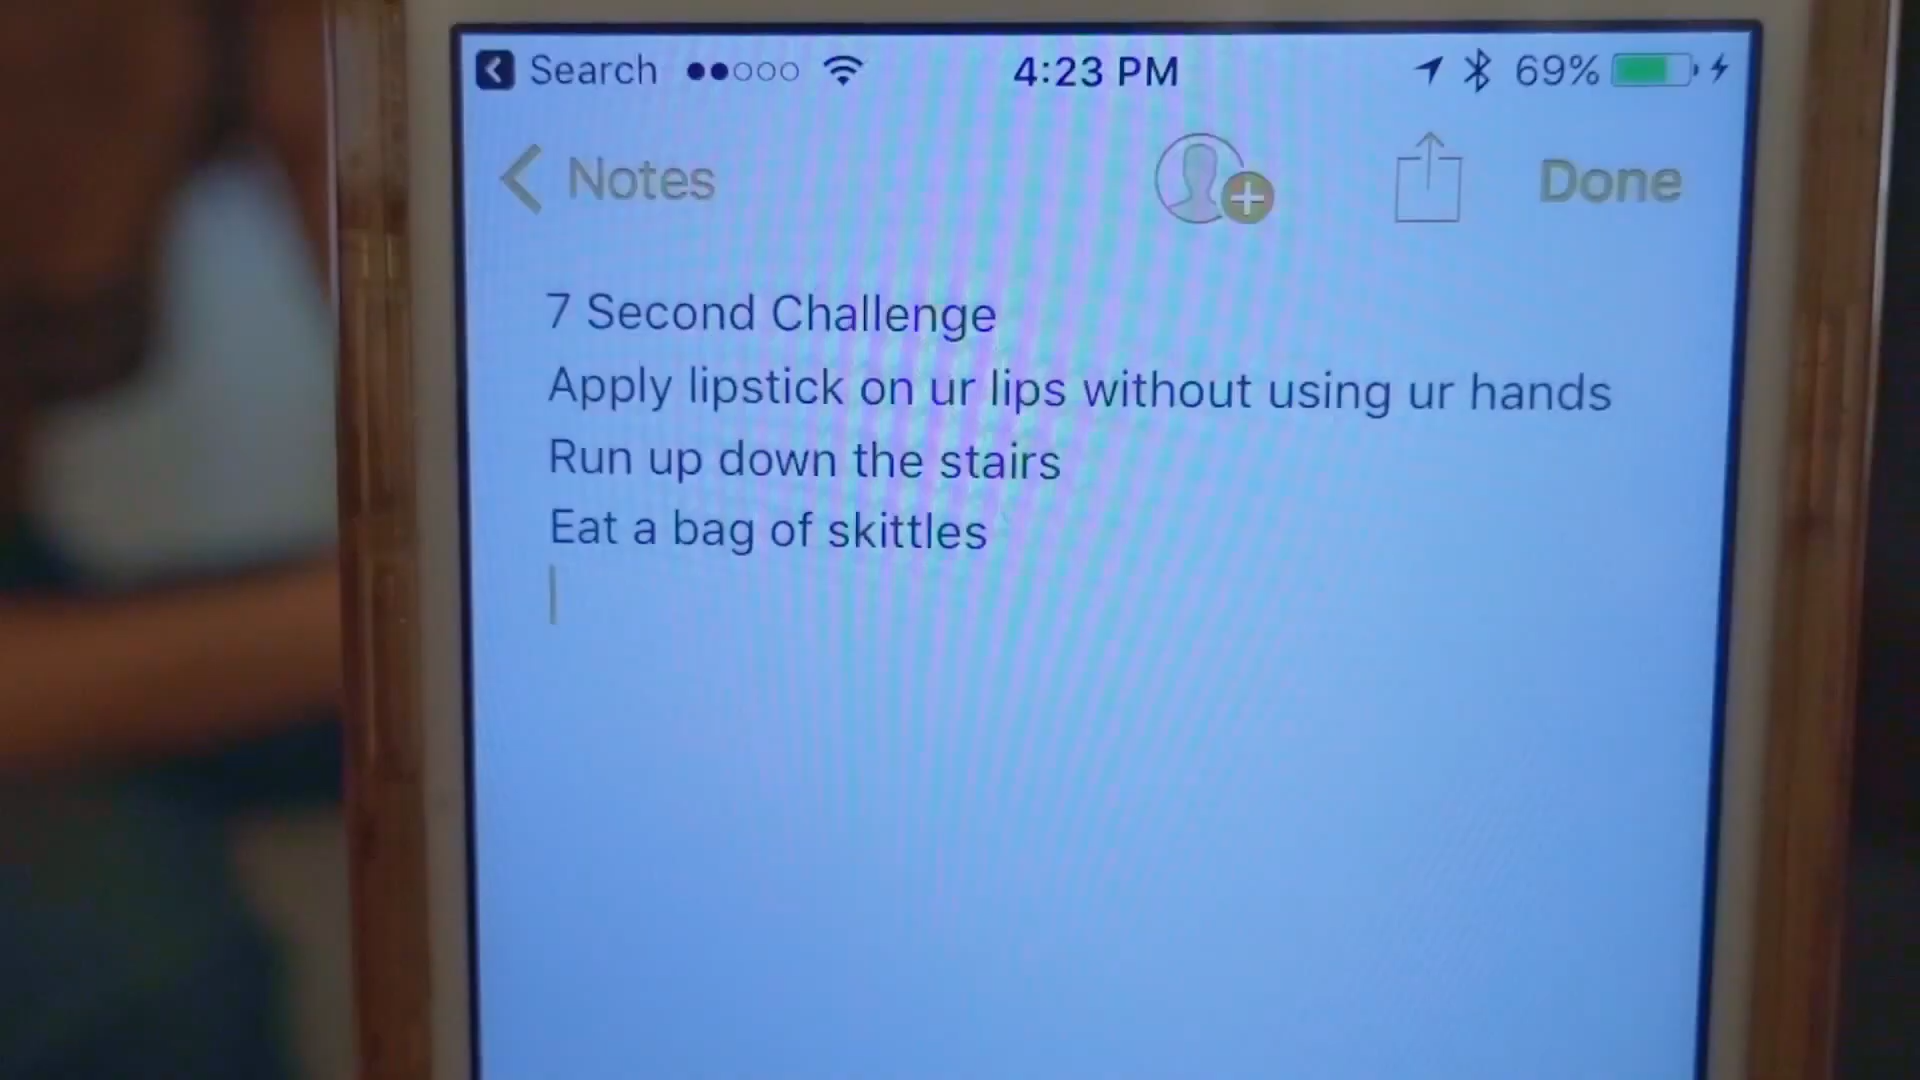 Search 4:23 PM 69%
Notes Done
7 Second Challenge
Apply lipstick on ur lips without using ur hands
Run up down the stairs
Eat a bag of skittles